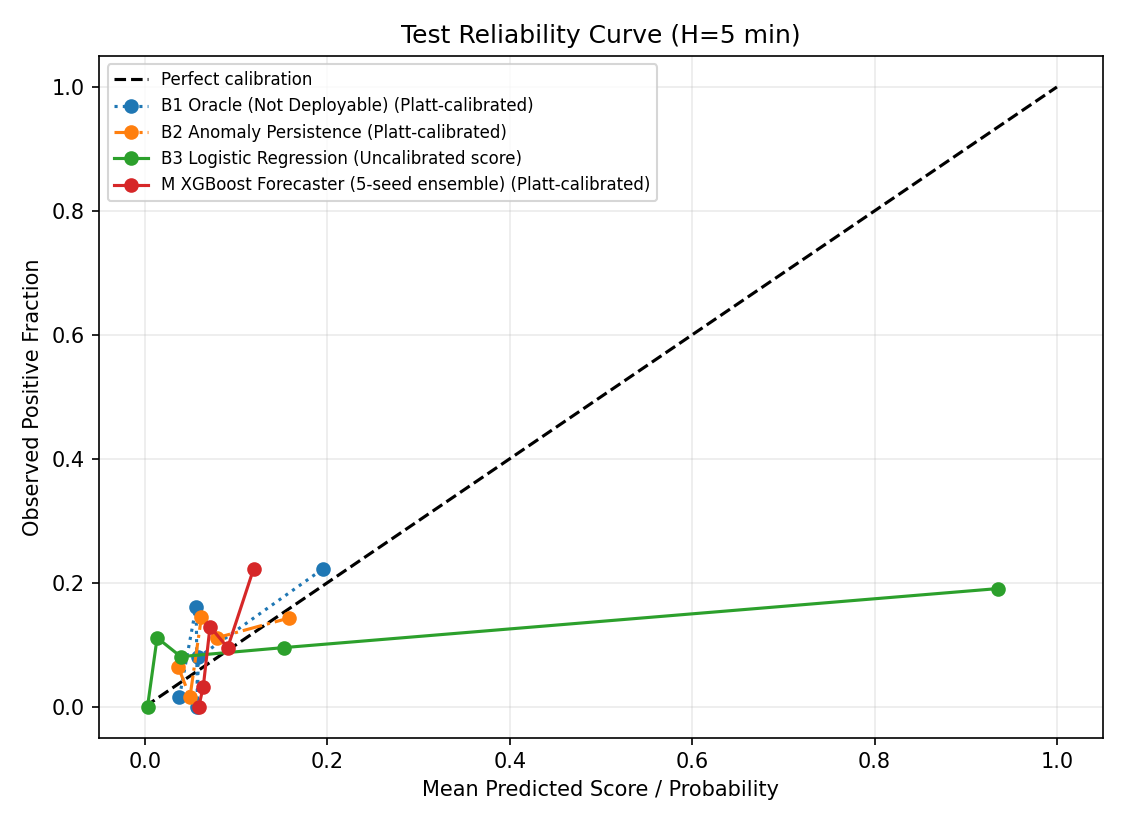 Test Reliability Curve (H=5 min)
Perfect calibration
B1 Oracle (Not Deployable) (Platt-calibrated)
B2 Anomaly Persistence (Platt-calibrated)
B3 Logistic Regression (Uncalibrated score)
M XGBoost Forecaster (5-seed ensemble) (Platt-calibrated)
Observed Positive Fraction
1.0
0.8
0.6
0.4
0.2
0.0
0.0 0.2 0.4 0.6 0.8 1.0
Mean Predicted Score / Probability